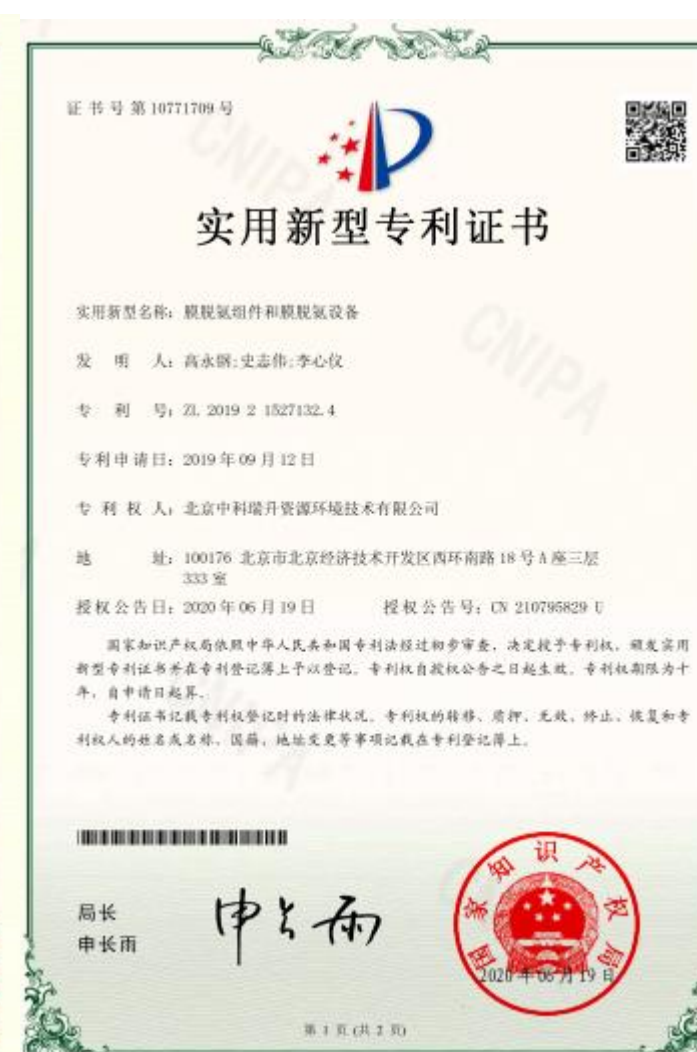 证书号第10771709号
实用新型专利证书
实用新型名称：膜脱氨组件和膜脱氨设备
发 明 人：高永钢;史志伟;李心仪
专 利 号：ZL 2019 2 1527132.4
专利申请日：2019年09月12日
专 利 权 人：北京中科瑞升资源环境技术有限公司
地 址：100176 北京市北京经济技术开发区西环南路18号A座三层
333室
授权公告日：2020年06月19日 授权公告号：CN 210795829 U
国家知识产权局依照中华人民共和国专利法经过初步审查，决定授予专利权，颁发实用
新型专利证书并在专利登记簿上予以登记。专利权自授权公告之日起生效。专利权期限为十
年，自申请日起算。
专利证书记载专利权登记时的法律状况。专利权的转移、质押、无效、终止、恢复和专
利权人的姓名或名称、国籍、地址变更等事项记载在专利登记簿上。
局长
申长雨
申长雨
国家知识产权局
2020年06月19日
第 1 页 (共 2 页)
CNIPA
CNIPA